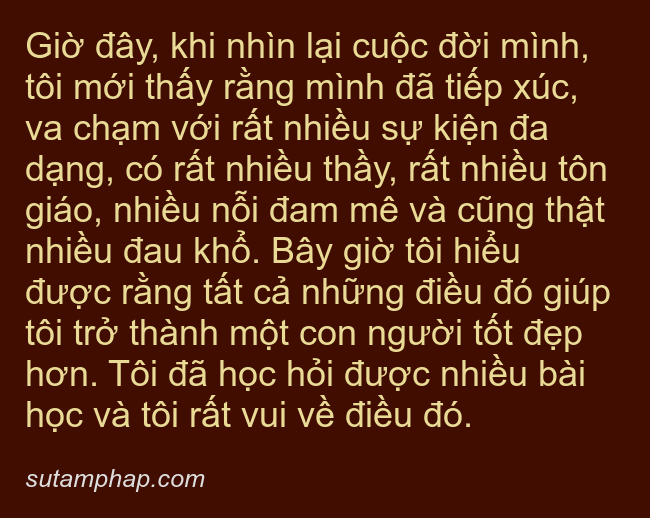 Giờ đây, khi nhìn lại cuộc đời mình,
tôi mới thấy rằng mình đã tiếp xúc,
va chạm với rất nhiều sự kiện đa
dạng, có rất nhiều thầy, rất nhiều tôn
giáo, nhiều nỗi đam mê và cũng thật
nhiều đau khổ. Bây giờ tôi hiểu
được rằng tất cả những điều đó giúp
tôi trở thành một con người tốt đẹp
hơn. Tôi đã học hỏi được nhiều bài
học và tôi rất vui về điều đó.
sutamphap.com